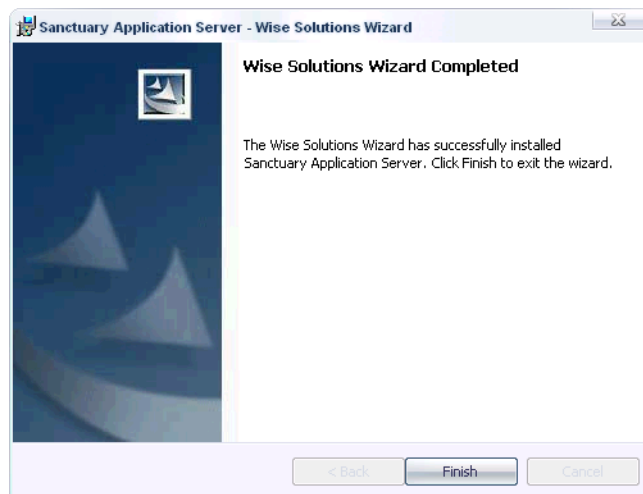 Sanctuary Application Server - Wise Solutions Wizard
Wise Solutions Wizard Completed
The Wise Solutions Wizard has successfully installed
Sanctuary Application Server. Click Finish to exit the wizard.
< Back
Finish
Cancel